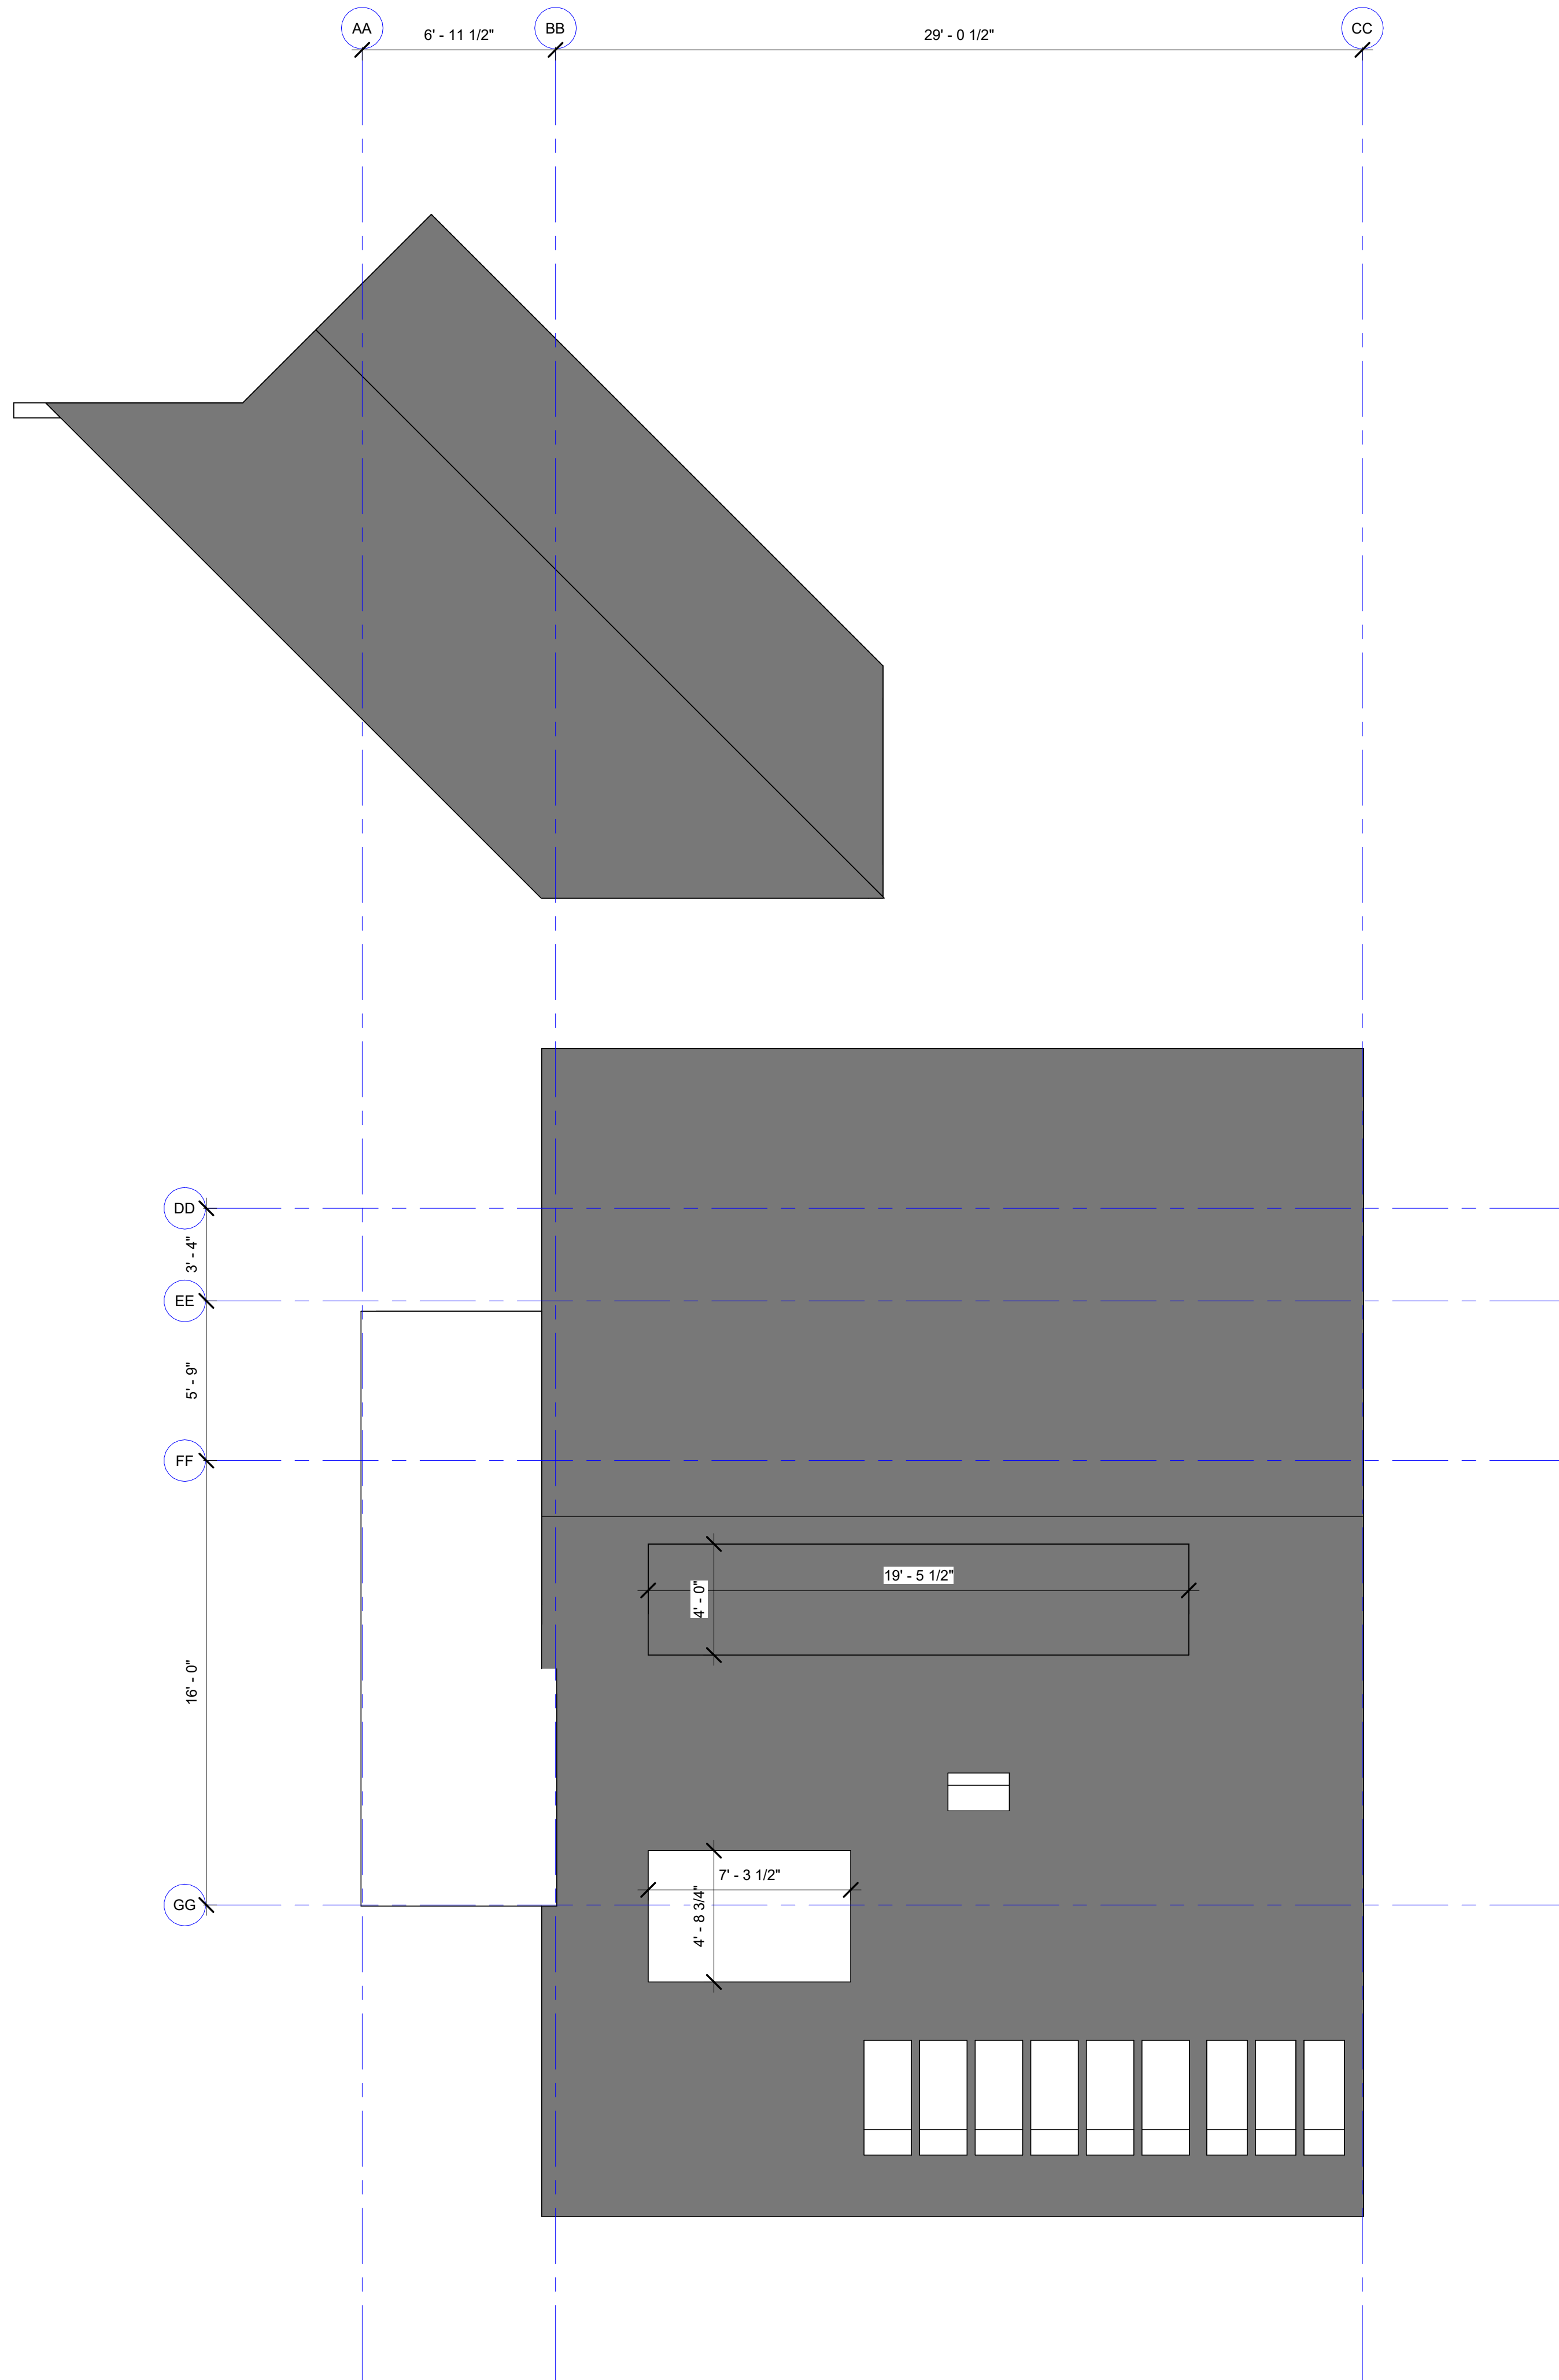 AA
6' - 11 1/2"
BB
29' - 0 1/2"
CC
DD
3' - 4"
EE
5' - 9"
FF
19' - 5 1/2"
4' - 0"
16' - 0"
7' - 3 1/2"
4' - 8 3/4"
GG